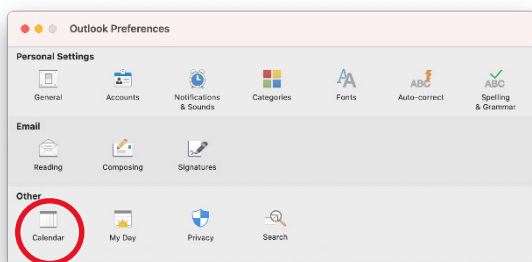 Outlook Preferences
Personal Settings
General Accounts Notifications & Sounds Categories Fonts Auto-correct Spelling & Grammar
Email
Reading Composing Signatures
Other
Calendar My Day Privacy Search